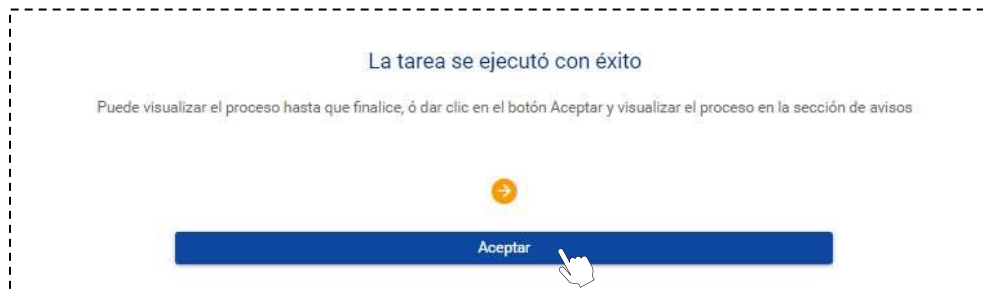 La tarea se ejecutó con éxito
Puede visualizar el proceso hasta que finalice, ó dar clic en el botón Aceptar y visualizar el proceso en la sección de avisos
Aceptar